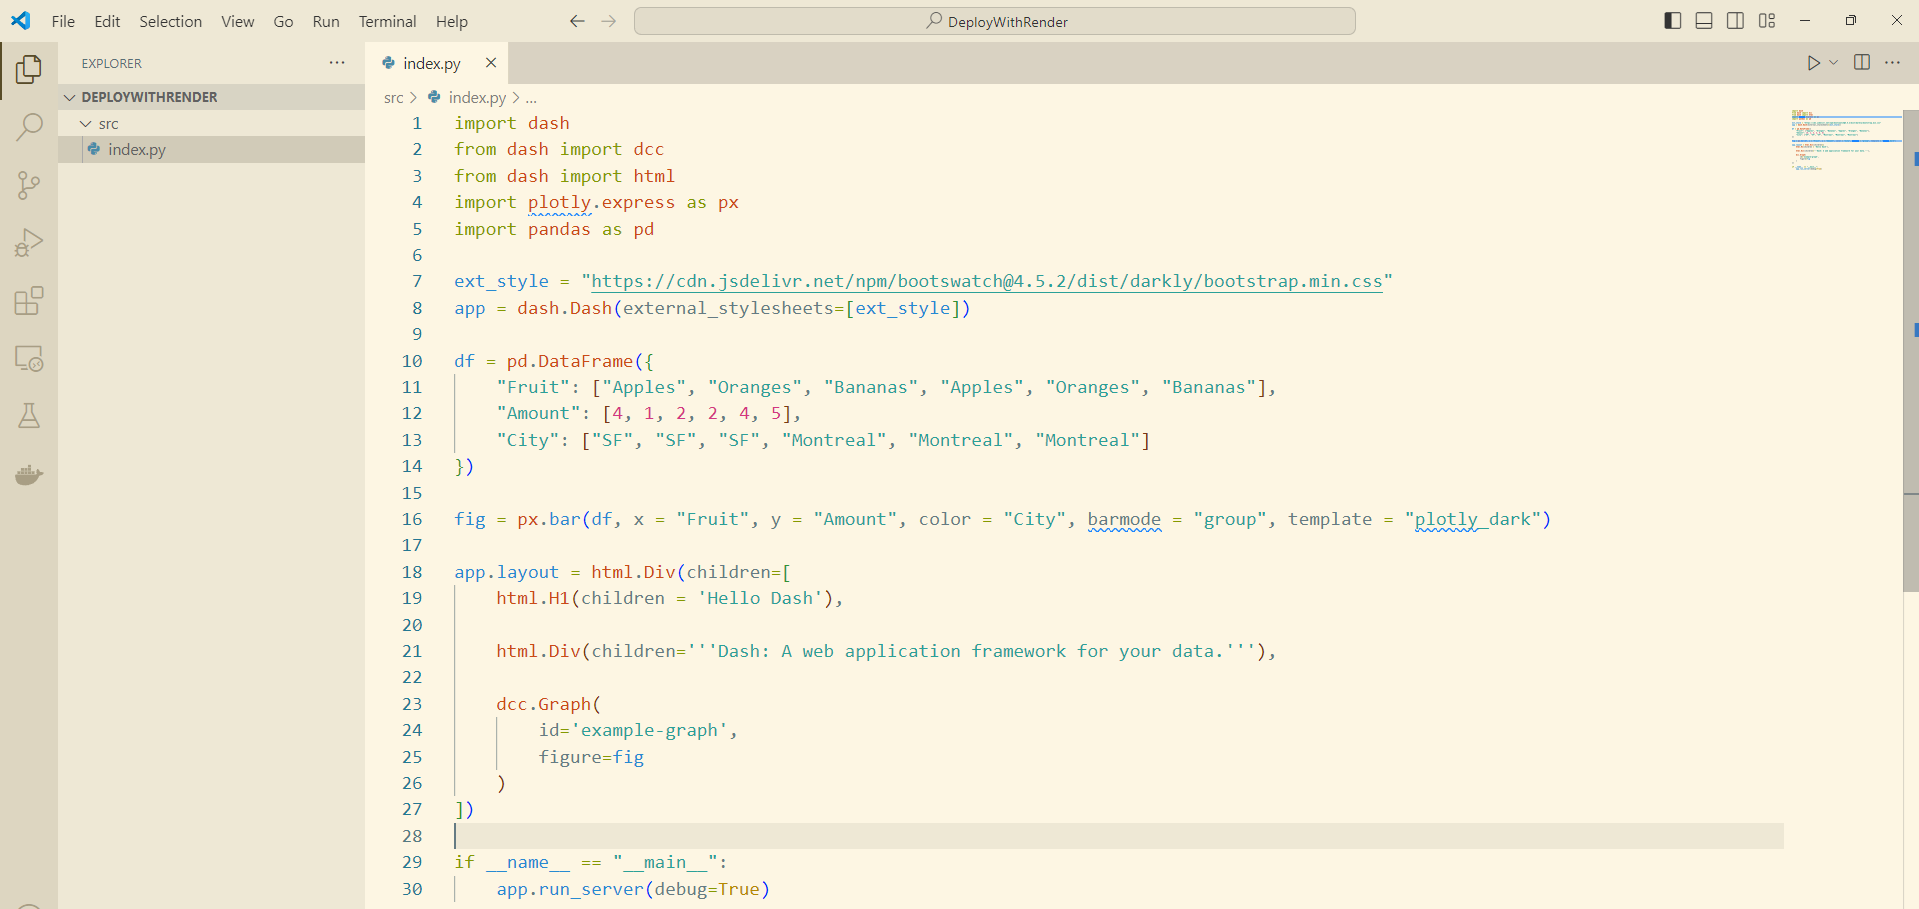 File Edit Selection View Go Run Terminal Help
DeployWithRender
EXPLORER
DEPLOYWITHRENDER
src
index.py
index.py
src > index.py > ...
1 import dash
2 from dash import dcc
3 from dash import html
4 import plotly.express as px
5 import pandas as pd
6
7 ext_style = "https://cdn.jsdelivr.net/npm/bootswatch@4.5.2/dist/darkly/bootstrap.min.css"
8 app = dash.Dash(external_stylesheets=[ext_style])
9
10 df = pd.DataFrame({
11     "Fruit": ["Apples", "Oranges", "Bananas", "Apples", "Oranges", "Bananas"],
12     "Amount": [4, 1, 2, 2, 4, 5],
13     "City": ["SF", "SF", "SF", "Montreal", "Montreal", "Montreal"]
14 })
15
16 fig = px.bar(df, x = "Fruit", y = "Amount", color = "City", barmode = "group", template = "plotly_dark")
17
18 app.layout = html.Div(children=[
19     html.H1(children = 'Hello Dash'),
20
21     html.Div(children='''Dash: A web application framework for your data.'''),
22
23     dcc.Graph(
24         id='example-graph',
25         figure=fig
26     )
27 ])
28
29 if __name__ == "__main__":
30     app.run_server(debug=True)